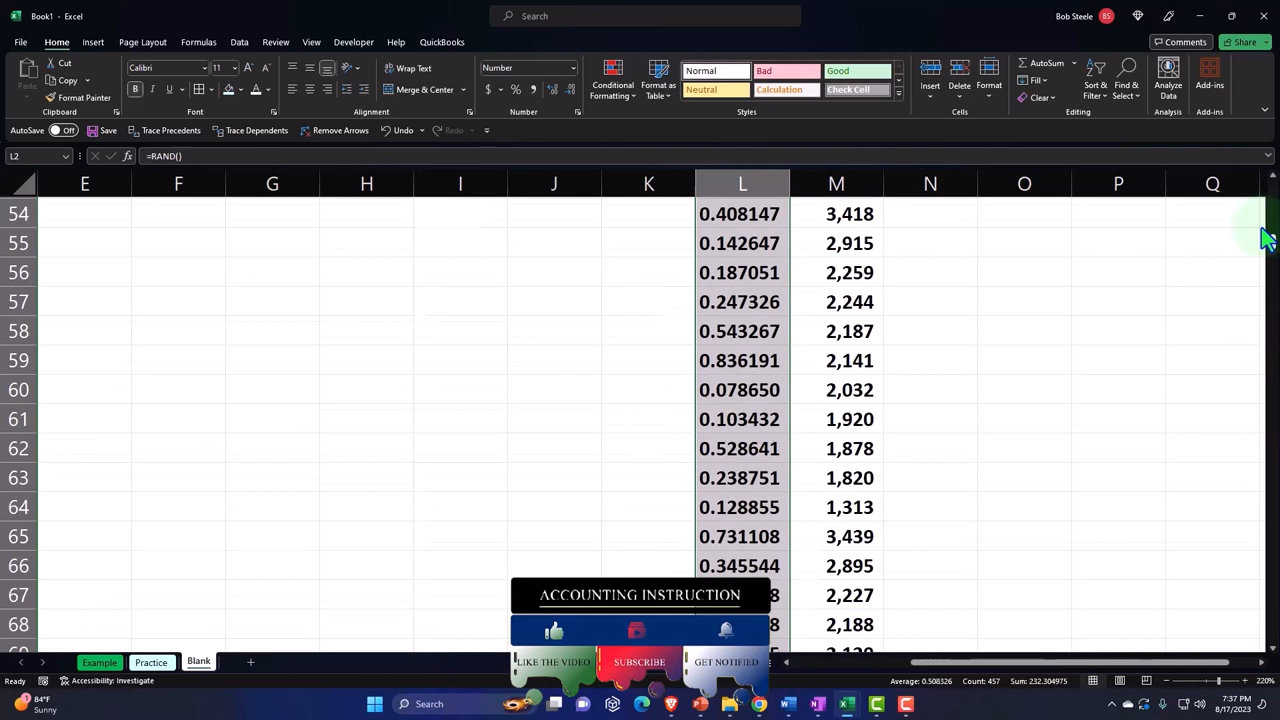 Book1 - Excel
Search
Bob Steele BS
File Home Insert Page Layout Formulas Data Review View Developer Help QuickBooks
Comments Share
Cut
Copy
Format Painter
Clipboard
Calibri 11
B I U A
Font
Wrap Text
Merge & Center
Alignment
Number
$ % ,
Number
Conditional Formatting
Format as Table
Normal Bad Good
Neutral Calculation Check Cell
Styles
Insert Delete Format
Cells
AutoSum
Fill
Clear
Sort & Filter
Find & Select
Editing
Analyze Data
Analysis
Add-ins
Add-ins
AutoSave Off Save Trace Precedents Trace Dependents Remove Arrows Undo Redo
L2 fx =RAND()
E F G H I J K L M N O P Q
54 0.408147 3,418
55 0.142647 2,915
56 0.187051 2,259
57 0.247326 2,244
58 0.543267 2,187
59 0.836191 2,141
60 0.078650 2,032
61 0.103432 1,920
62 0.528641 1,878
63 0.238751 1,820
64 0.128855 1,313
65 0.731108 3,439
66 0.345544 2,895
67 2,227
68 2,188
ACCOUNTING INSTRUCTION
LIKE THE VIDEO SUBSCRIBE GET NOTIFIED
Example Practice Blank
Ready Accessibility: Investigate
Average: 0.508326 Count: 457 Sum: 232.304975
220%
84°F
Sunny
Search
7:37 PM
8/17/2023